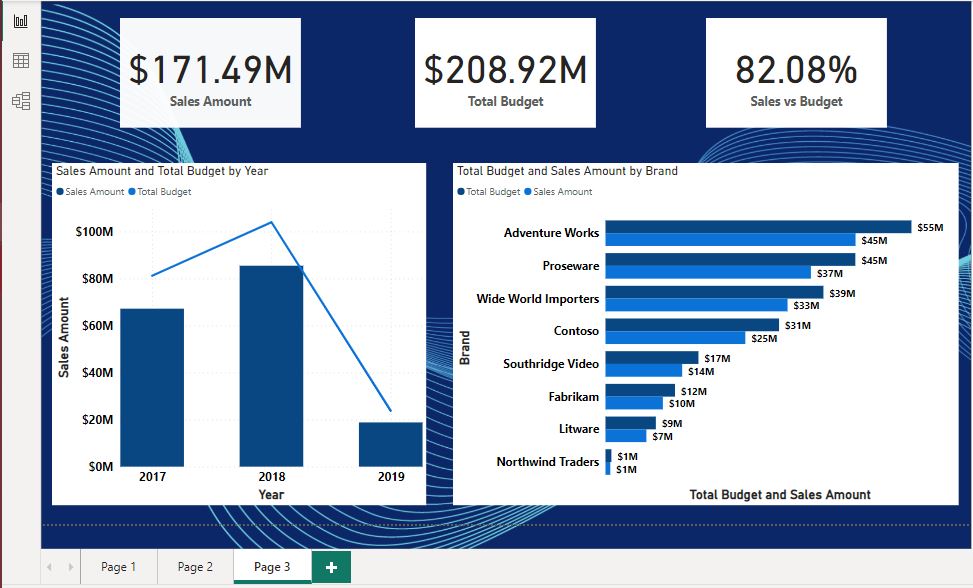 $171.49M
Sales Amount
$208.92M
Total Budget
82.08%
Sales vs Budget
Sales Amount and Total Budget by Year
Sales Amount Total Budget
$100M
$80M
$60M
$40M
$20M
$0M
Sales Amount
2017 2018 2019
Year
Total Budget and Sales Amount by Brand
Total Budget Sales Amount
Brand
Adventure Works $55M
$45M
Proseware $45M
$37M
Wide World Importers $39M
$33M
Contoso $31M
$25M
Southridge Video $17M
$14M
Fabrikam $12M
$10M
Litware $9M
$7M
Northwind Traders $1M
$1M
Total Budget and Sales Amount
Page 1 Page 2 Page 3 +